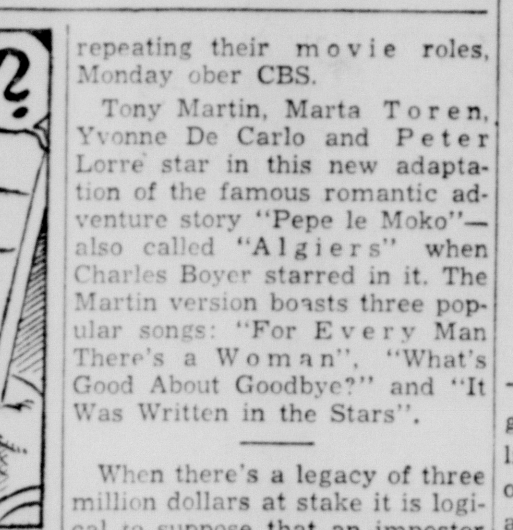 ?
repeating their movie roles,
Monday ober CBS.
Tony Martin, Marta Toren,
Yvonne De Carlo and Peter
Lorre star in this new adapta-
tion of the famous romantic ad-
venture story "Pepe le Moko"—
also called "Algiers" when
Charles Boyer starred in it. The
Martin version boasts three pop-
ular songs: "For Every Man
There's a Woman", "What's
Good About Goodbye?" and "It
Was Written in the Stars".
When there's a legacy of three
million dollars at stake it is logi-
suppose that an